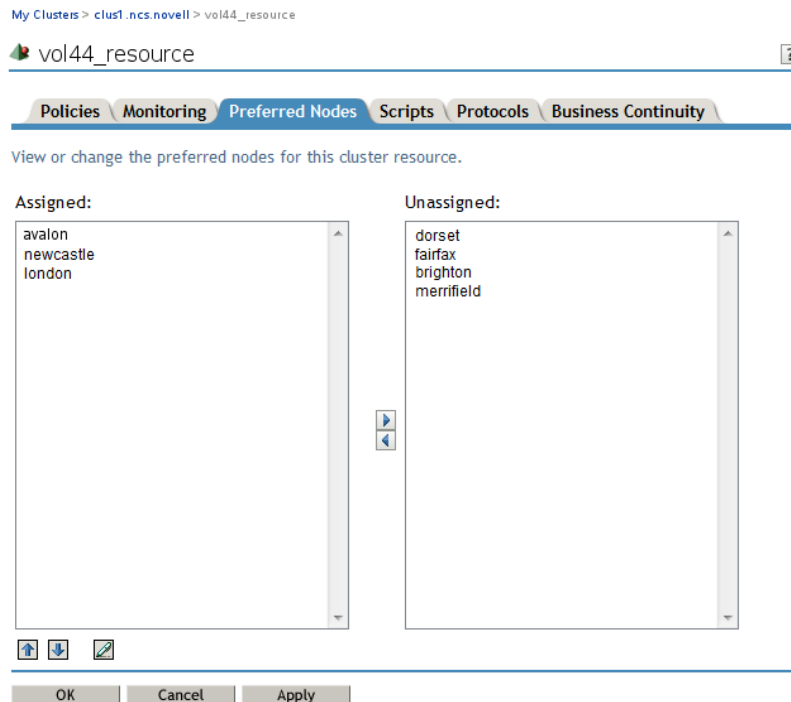 My Clusters > clus1.ncs.novell > vol44_resource
vol44_resource
?
Policies Monitoring Preferred Nodes Scripts Protocols Business Continuity
View or change the preferred nodes for this cluster resource.
Assigned: Unassigned:
avalon
newcastle
london
dorset
fairfax
brighton
merrifield
OK Cancel Apply